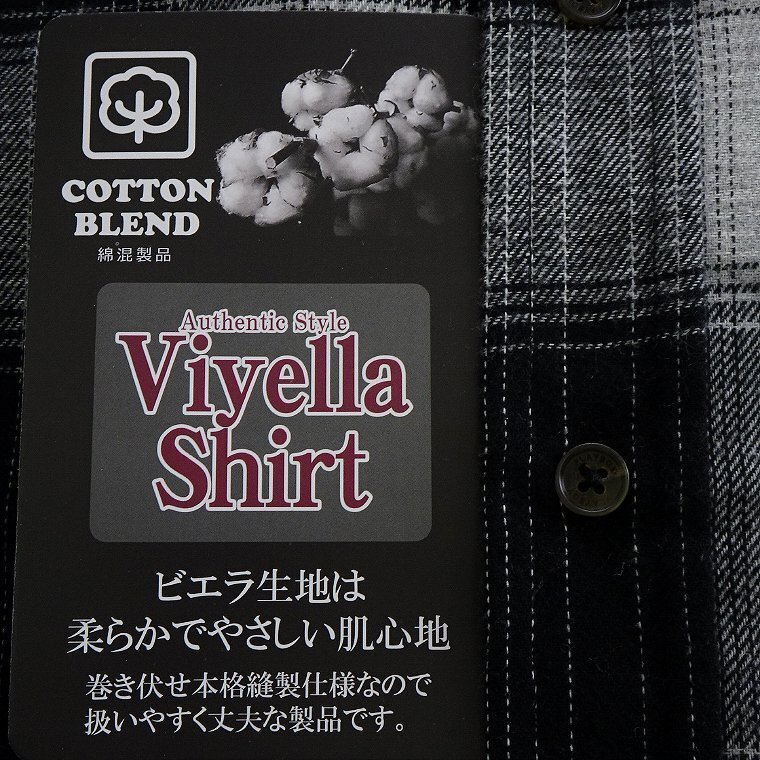 COTTON
BLEND
綿混製品
Authentic Style
Viyella
Shirt
ビエラ生地は
柔らかでやさしい肌心地
巻き伏せ本格縫製仕様なので
扱いやすく丈夫な製品です。